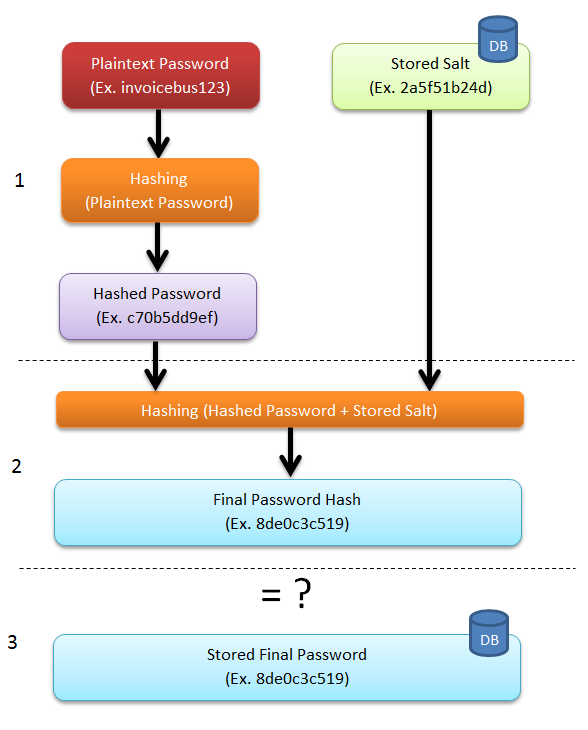 Plaintext Password
(Ex. invoicebus123)
DB
Stored Salt
(Ex. 2a5f51b24d)
1
Hashing
(Plaintext Password)
Hashed Password
(Ex. c70b5dd9ef)
Hashing (Hashed Password + Stored Salt)
2
Final Password Hash
(Ex. 8de0c3c519)
= ?
3
DB
Stored Final Password
(Ex. 8de0c3c519)